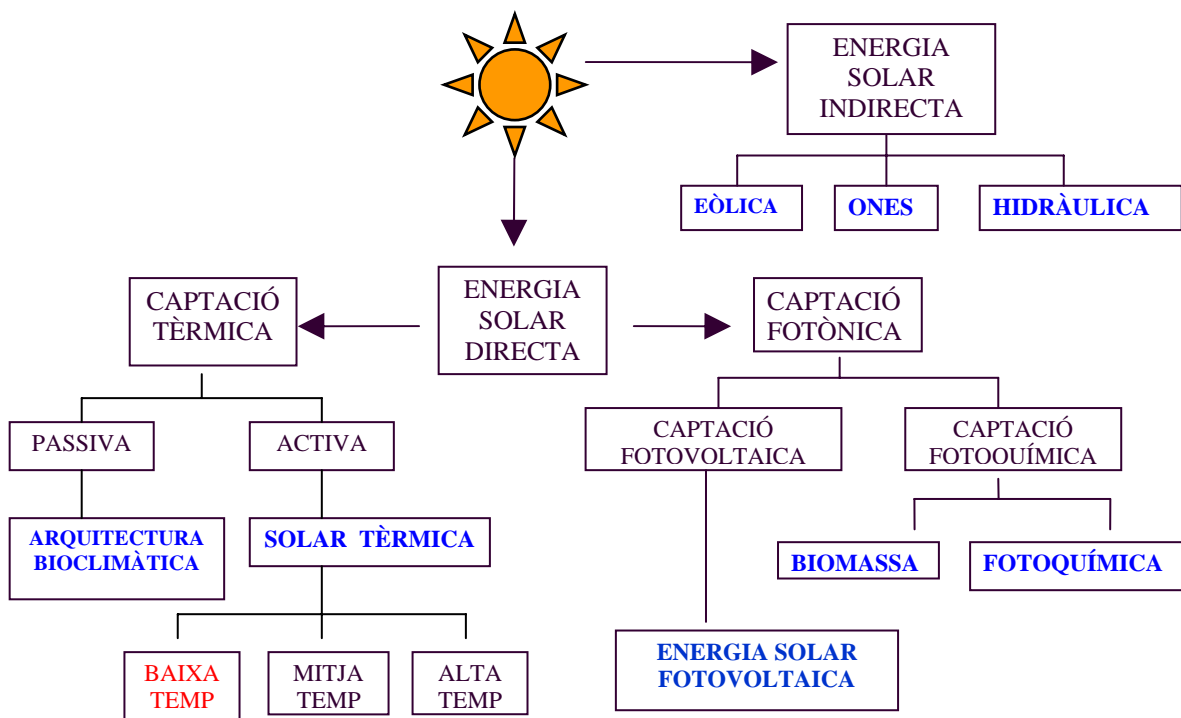 ENERGIA
SOLAR
INDIRECTA
EÒLICA
ONES
HIDRÀULICA
CAPTACIÓ
TÈRMICA
ENERGIA
SOLAR
DIRECTA
CAPTACIÓ
FOTÒNICA
PASSIVA
ACTIVA
CAPTACIÓ
FOTOVOLTAICA
CAPTACIÓ
FOTOQUÍMICA
ARQUITECTURA
BIOCLIMÀTICA
SOLAR TÈRMICA
BIOMASSA
FOTOQUÍMICA
BAIXA
TEMP
MITJA
TEMP
ALTA
TEMP
ENERGIA SOLAR
FOTOVOLTAICA